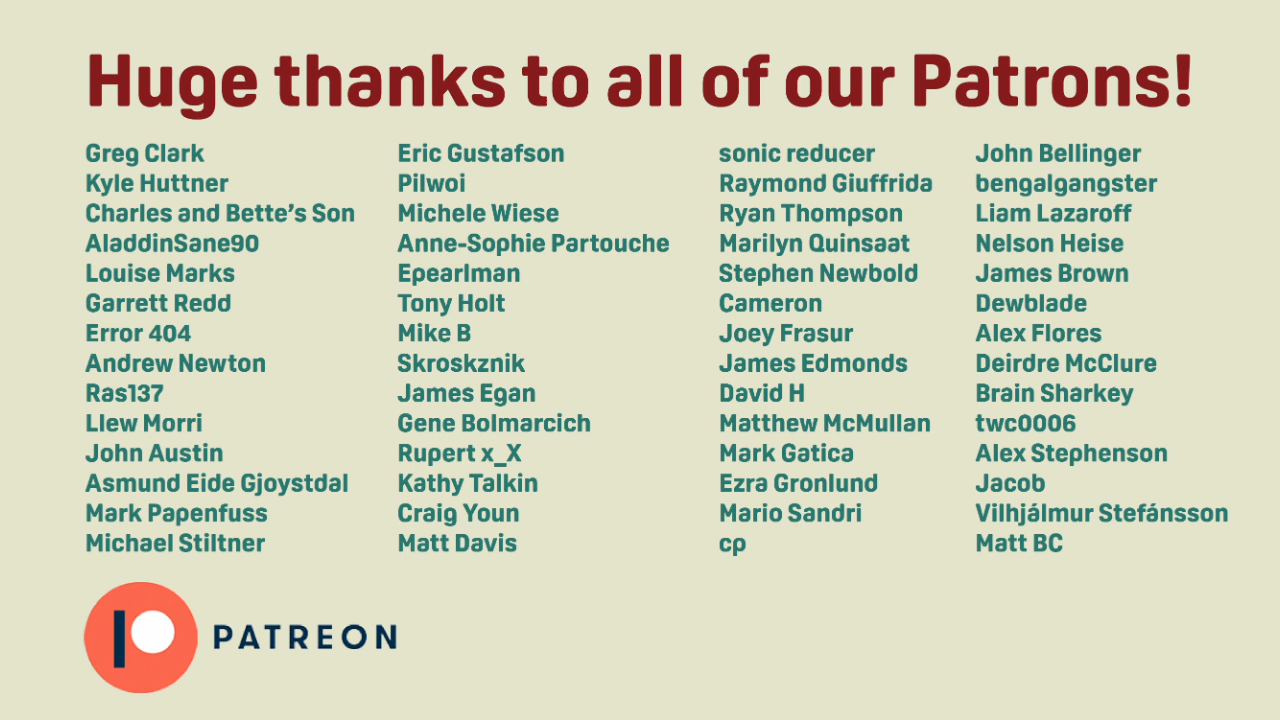 Huge thanks to all of our Patrons!
Greg Clark
Kyle Huttner
Charles and Bette’s Son
AladdinSane90
Louise Marks
Garrett Redd
Error 404
Andrew Newton
Ras137
Llew Morri
John Austin
Asmund Eide Gjoystdal
Mark Papenfuss
Michael Stiltner
Eric Gustafson
Pilwoi
Michele Wiese
Anne-Sophie Partouche
Epearlman
Tony Holt
Mike B
Skroskznik
James Egan
Gene Bolmarcich
Rupert x_X
Kathy Talkin
Craig Youn
Matt Davis
sonic reducer
Raymond Giuffrida
Ryan Thompson
Marilyn Quinsaat
Stephen Newbold
Cameron
Joey Frasur
James Edmonds
David H
Matthew McMullan
Mark Gatica
Ezra Gronlund
Mario Sandri
cp
John Bellinger
bengalgangster
Liam Lazaroff
Nelson Heise
James Brown
Dewblade
Alex Flores
Deirdre McClure
Brain Sharkey
twc0006
Alex Stephenson
Jacob
Vilhjálmur Stefánsson
Matt BC
PATREON